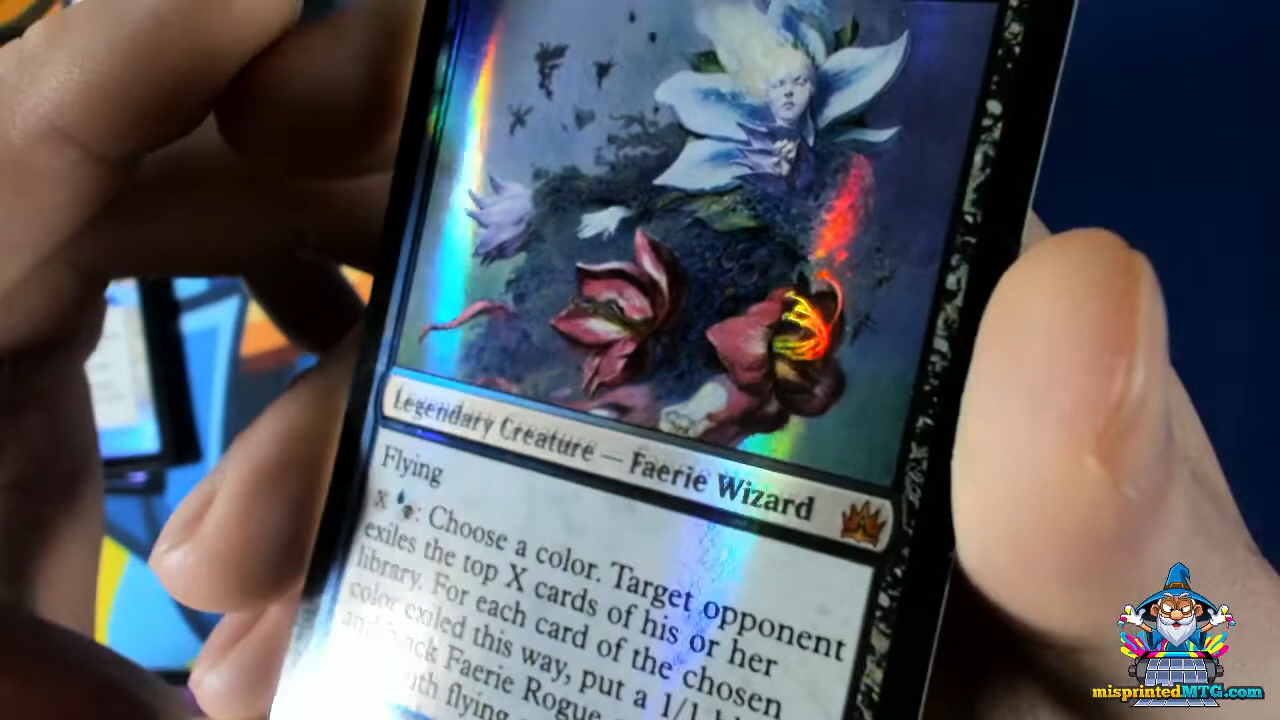 Legendary Creature — Faerie Wizard
Flying
X : Choose a color. Target opponent
exiles the top X cards of his or her
library. For each card of the chosen
color exiled this way, put a 1/1
Faerie Rogue
flying
misprintedMTG.com